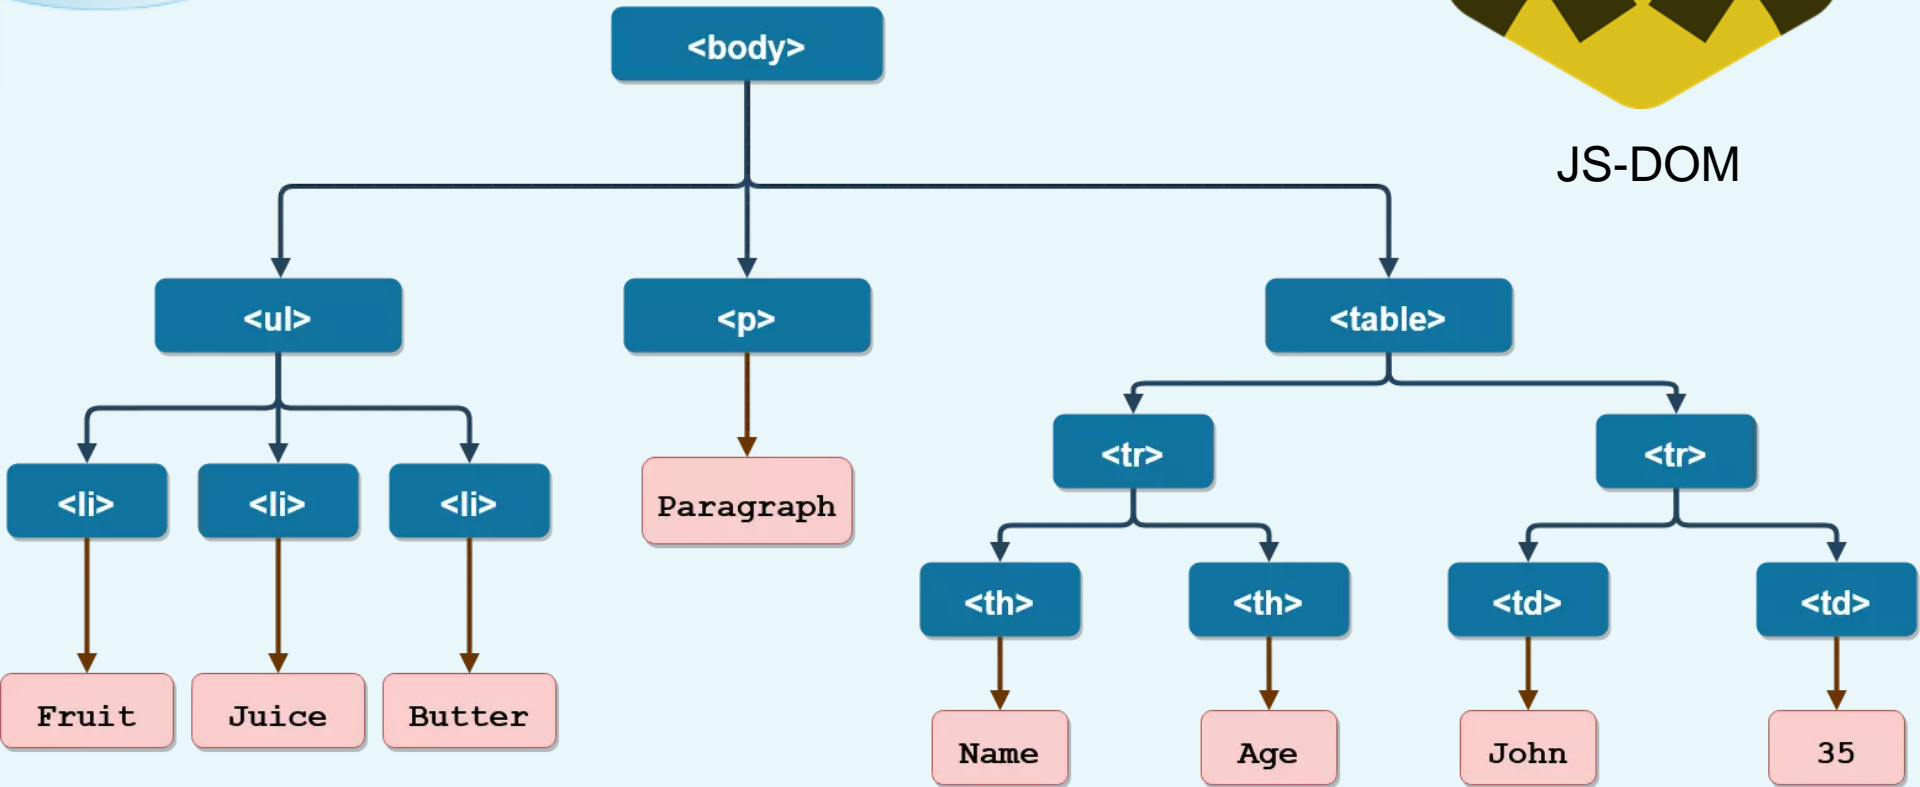 <body>
JS-DOM
<ul>
<p>
<table>
<tr>
<tr>
<li>
<li>
<li>
Paragraph
<th>
<th>
<td>
<td>
Fruit
Juice
Butter
Name
Age
John
35